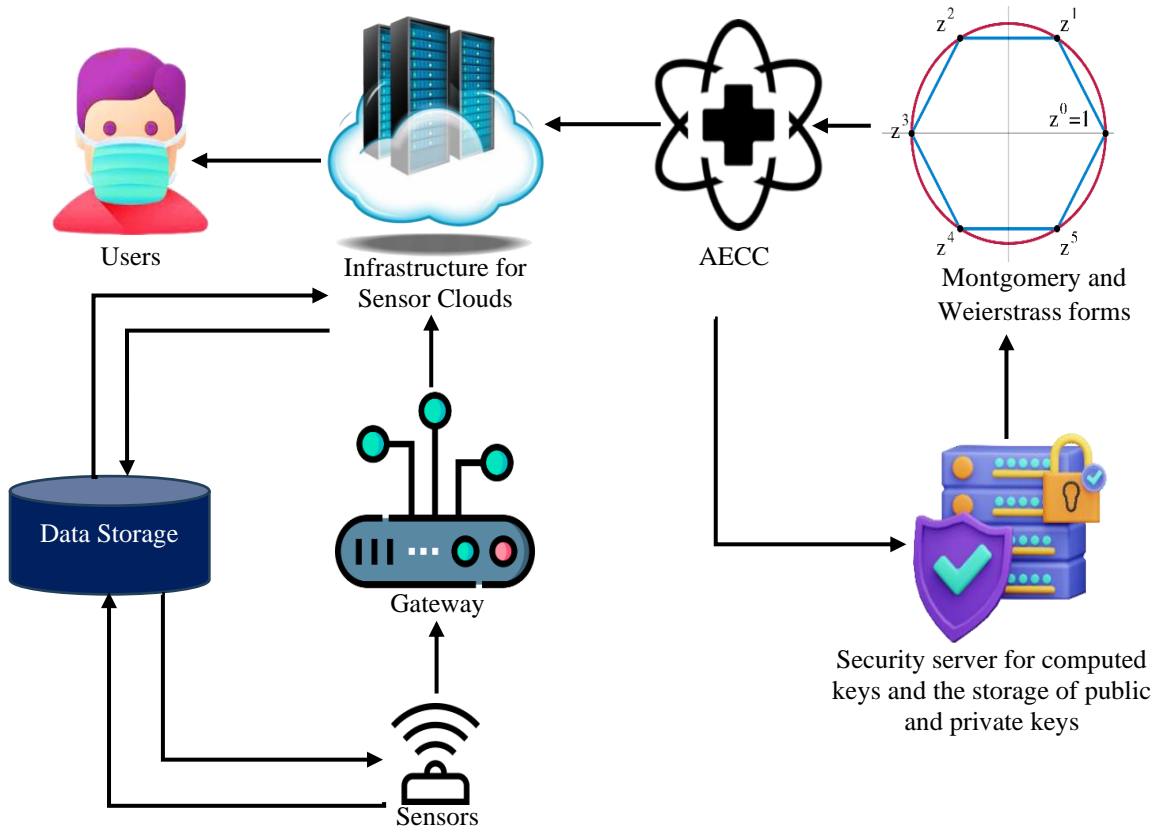 z² z¹
z³ z⁰=1
z⁴ z⁵
Users
Infrastructure for
Sensor Clouds
AECC
Montgomery and
Weierstrass forms
Data Storage
Gateway
Security server for computed
keys and the storage of public
and private keys
Sensors